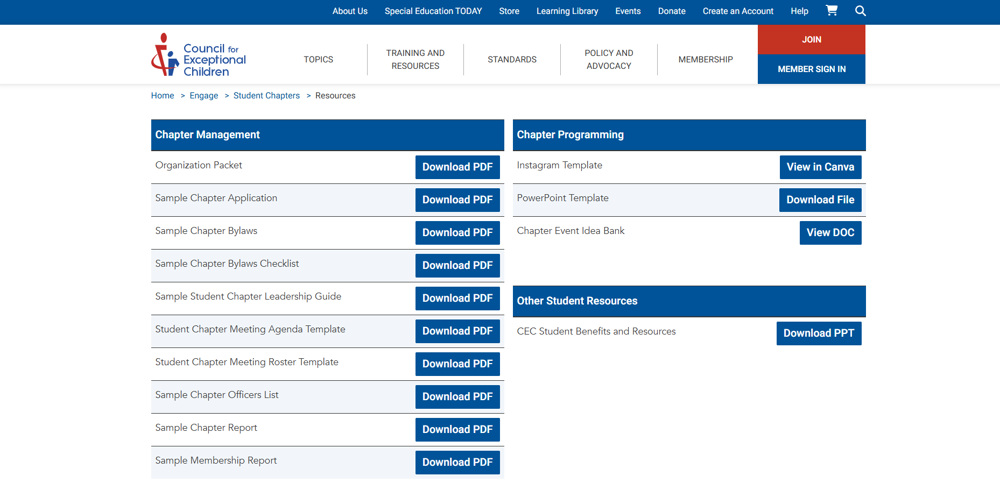 About Us Special Education TODAY Store Learning Library Events Donate Create an Account Help
Council for
Exceptional
Children
TOPICS
TRAINING AND
RESOURCES
STANDARDS
POLICY AND
ADVOCACY
MEMBERSHIP
JOIN
MEMBER SIGN IN
Home > Engage > Student Chapters > Resources
Chapter Management
Organization Packet Download PDF
Sample Chapter Application Download PDF
Sample Chapter Bylaws Download PDF
Sample Chapter Bylaws Checklist Download PDF
Sample Student Chapter Leadership Guide Download PDF
Student Chapter Meeting Agenda Template Download PDF
Student Chapter Meeting Roster Template Download PDF
Sample Chapter Officers List Download PDF
Sample Chapter Report Download PDF
Sample Membership Report Download PDF
Chapter Programming
Instagram Template View in Canva
PowerPoint Template Download File
Chapter Event Idea Bank View DOC
Other Student Resources
CEC Student Benefits and Resources Download PPT